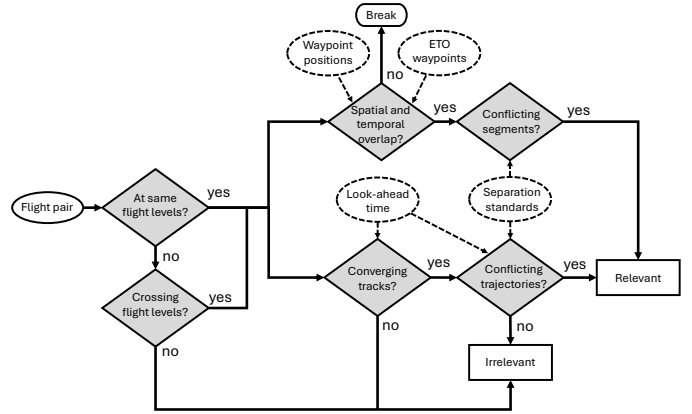 Break
Waypoint
positions
ETO
waypoints
no
Spatial and
temporal
overlap?
yes
Conflicting
segments?
yes
Flight pair
At same
flight levels?
yes
no
Look-ahead
time
Separation
standards
Crossing
flight levels?
yes
no
Converging
tracks?
yes
no
Conflicting
trajectories?
yes
no
Relevant
Irrelevant